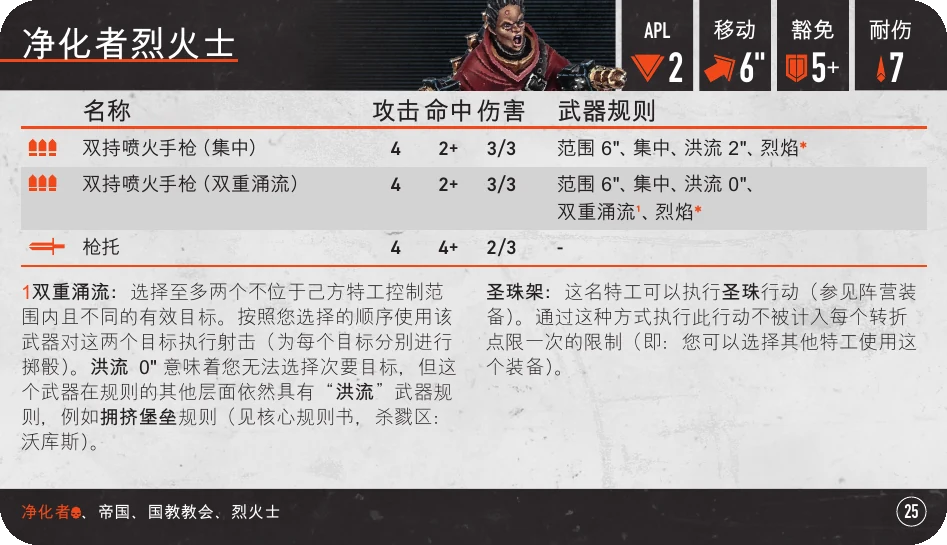 净化者烈火士
APL 移动 豁免 耐伤
2 6" 5+ 7
名称 攻击 命中 伤害 武器规则
双持喷火手枪（集中） 4 2+ 3/3 范围 6"、集中、洪流 2"、烈焰*
双持喷火手枪（双重涌流） 4 2+ 3/3 范围 6"、集中、洪流 0"、
双重涌流¹、烈焰*
枪托 4 4+ 2/3 -
1双重涌流：选择至多两个不位于己方特工控制范
围内且不同的有效目标。按照您选择的顺序使用该
武器对这两个目标执行射击（为每个目标分别进行
掷骰）。洪流 0" 意味着您无法选择次要目标，但这
个武器在规则的其他层面依然具有“洪流”武器规
则，例如拥挤堡垒规则（见核心规则书，杀戮区：
沃库斯）。
圣珠架：这名特工可以执行圣珠行动（参见阵营装
备）。通过这种方式执行此行动不被计入每个转折
点限一次的限制（即：您可以选择其他特工使用这
个装备）。
净化者、帝国、国教教会、烈火士
25